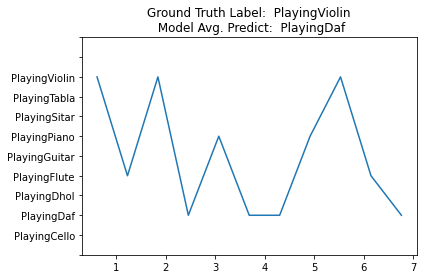 Ground Truth Label: PlayingViolin
Model Avg. Predict: PlayingDaf
PlayingViolin
PlayingTabla
PlayingSitar
PlayingPiano
PlayingGuitar
PlayingFlute
PlayingDhol
PlayingDaf
PlayingCello
1 2 3 4 5 6 7